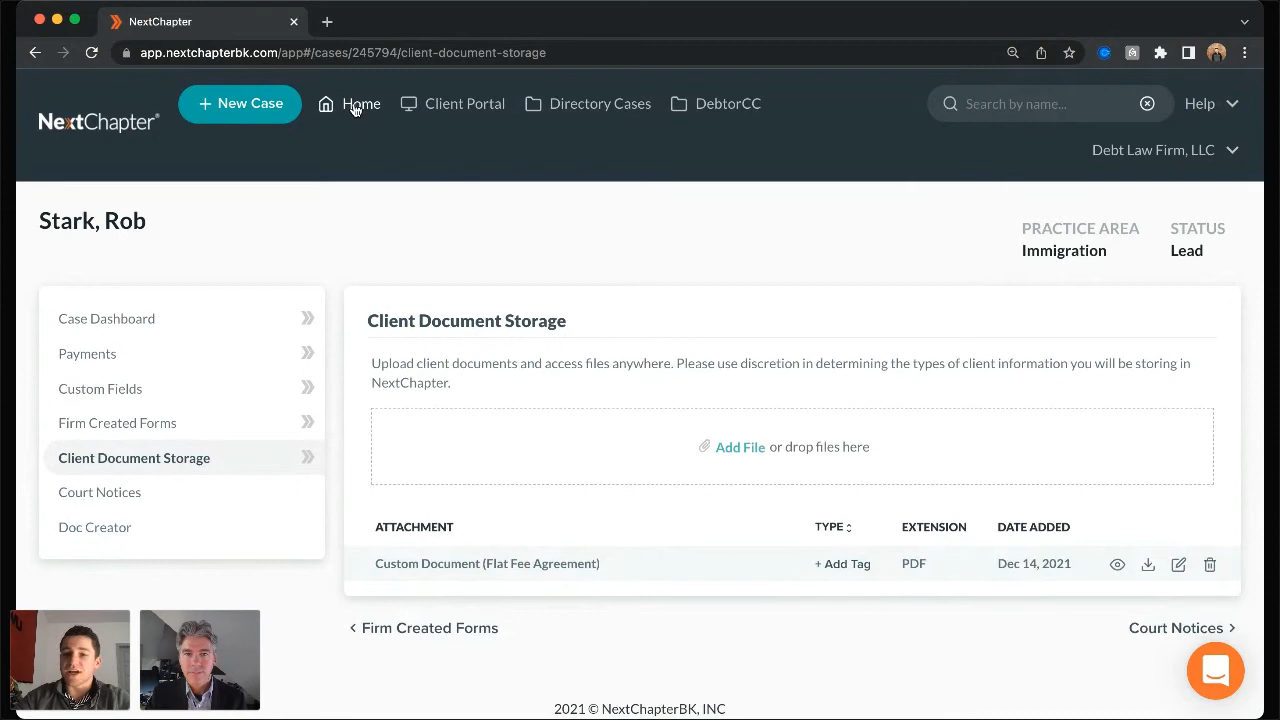 NextChapter
app.nextchapterbk.com/app#/cases/245794/client-document-storage
NextChapter®
+ New Case
Home
Client Portal
Directory Cases
DebtorCC
Search by name...
Help
Debt Law Firm, LLC
Stark, Rob
PRACTICE AREA
Immigration
STATUS
Lead
Case Dashboard
Payments
Custom Fields
Firm Created Forms
Client Document Storage
Court Notices
Doc Creator
Client Document Storage
Upload client documents and access files anywhere. Please use discretion in determining the types of client information you will be storing in
NextChapter.
Add File or drop files here
ATTACHMENT TYPE EXTENSION DATE ADDED
Custom Document (Flat Fee Agreement) + Add Tag PDF Dec 14, 2021
Firm Created Forms
Court Notices
2021 © NextChapterBK, INC